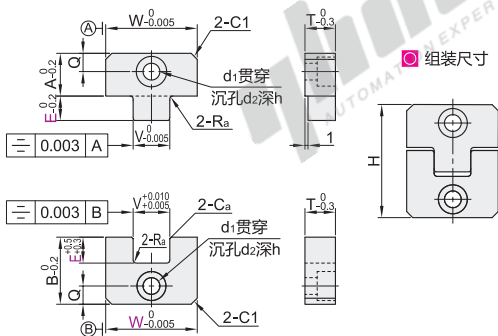 A
W 0 -0.005
2-C1
T 0 -0.3
Q
A 0 -0.2
E 0 -0.2
d1贯穿
沉孔d2深h
2-Ra
V 0 -0.005
0.003 A
1
组装尺寸
H
0.003 B
V +0.010 +0.005
2-Ca
T 0 -0.3
2-Ra
d1贯穿
沉孔d2深h
E +0.5 +0.3
B 0 -0.2
Q
2-C1
B
W 0 -0.005
AUTOMATION EXPER